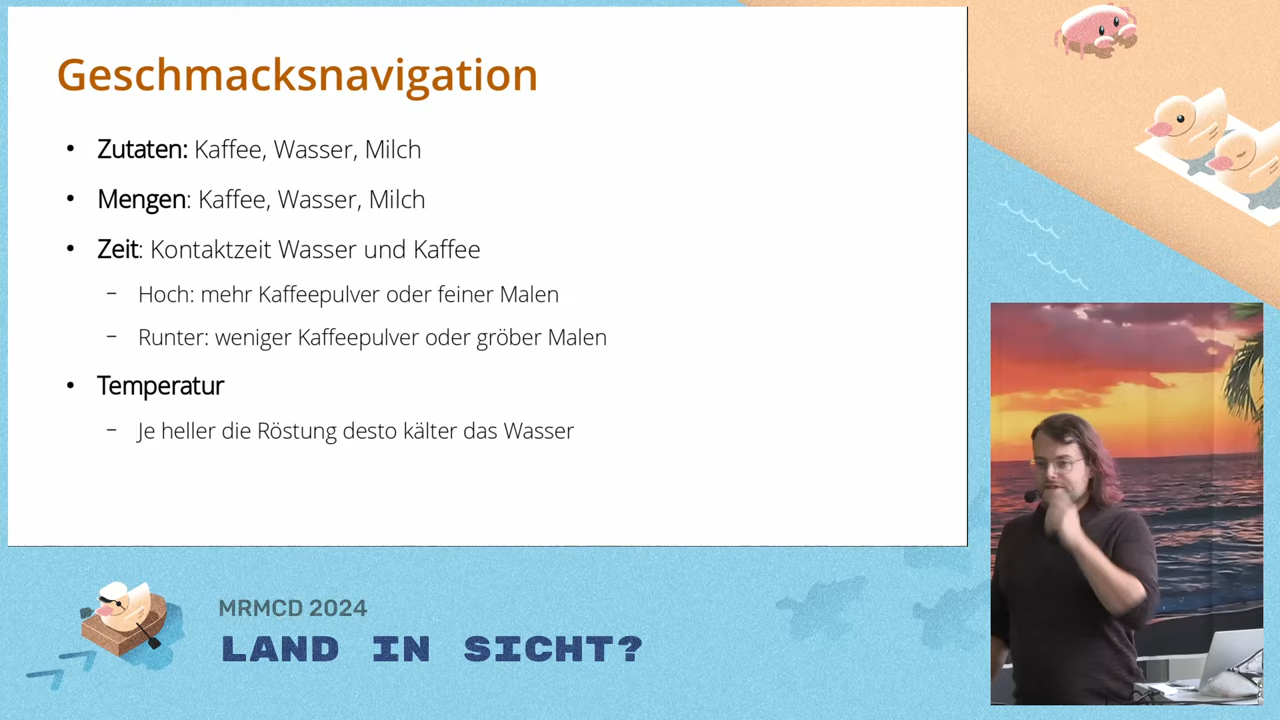 Geschmacksnavigation
• Zutaten: Kaffee, Wasser, Milch
• Mengen: Kaffee, Wasser, Milch
• Zeit: Kontaktzeit Wasser und Kaffee
– Hoch: mehr Kaffeepulver oder feiner Malen
– Runter: weniger Kaffeepulver oder gröber Malen
• Temperatur
– Je heller die Röstung desto kälter das Wasser
MRMCD 2024
LAND IN SICHT?